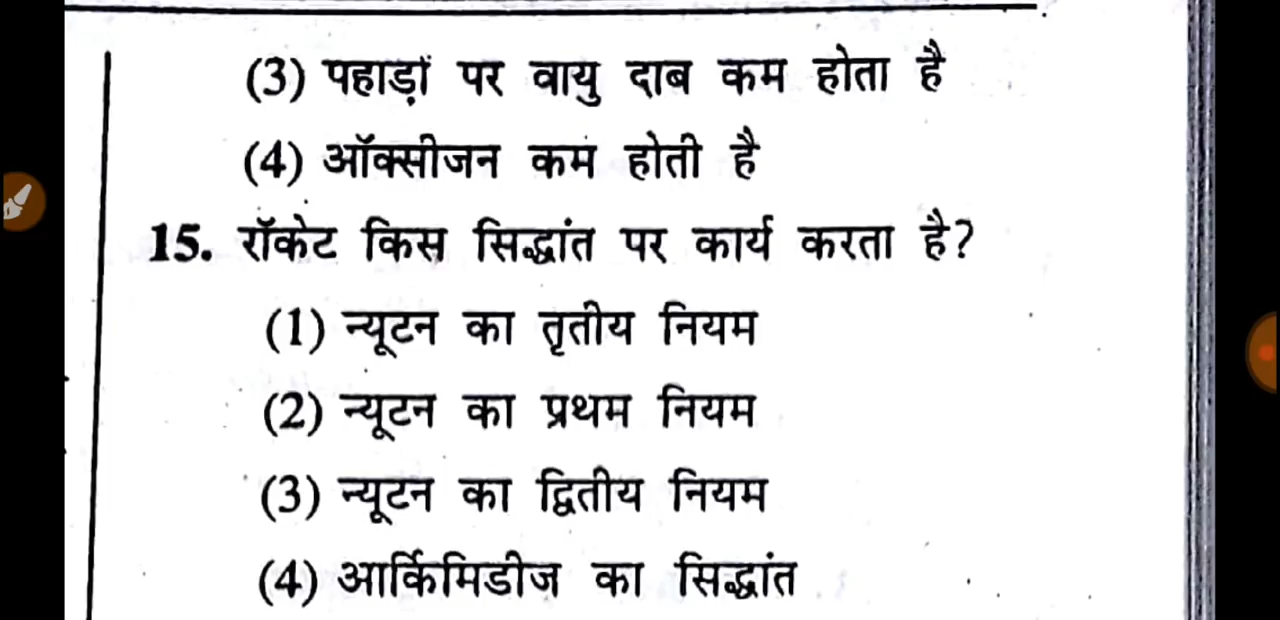 (3) पहाड़ों पर वायु दाब कम होता है
(4) ऑक्सीजन कम होती है
15. रॉकेट किस सिद्धांत पर कार्य करता है?
(1) न्यूटन का तृतीय नियम
(2) न्यूटन का प्रथम नियम
(3) न्यूटन का द्वितीय नियम
(4) आर्किमिडीज का सिद्धांत